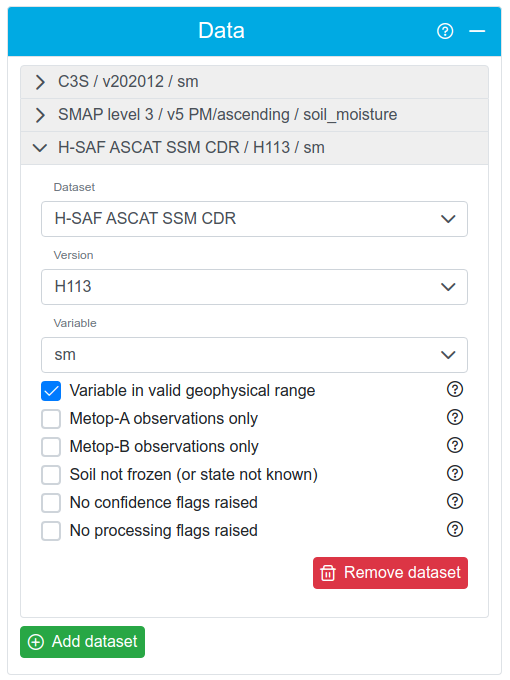 Data
C3S / v202012 / sm
SMAP level 3 / v5 PM/ascending / soil_moisture
H-SAF ASCAT SSM CDR / H113 / sm
Dataset
H-SAF ASCAT SSM CDR
Version
H113
Variable
sm
Variable in valid geophysical range
Metop-A observations only
Metop-B observations only
Soil not frozen (or state not known)
No confidence flags raised
No processing flags raised
Remove dataset
Add dataset